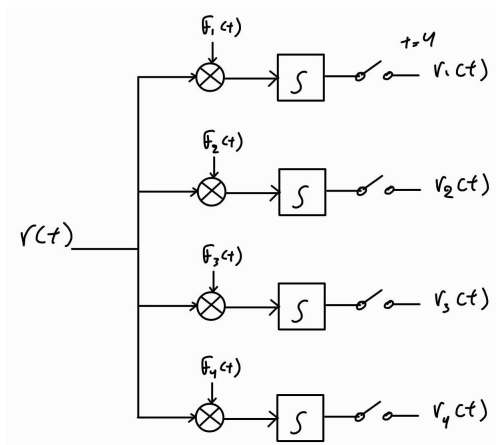 f₁(t)
t=4
∫
r₁(t)
f₂(t)
∫
r₂(t)
r(t)
f₃(t)
∫
r₃(t)
f₄(t)
∫
r₄(t)